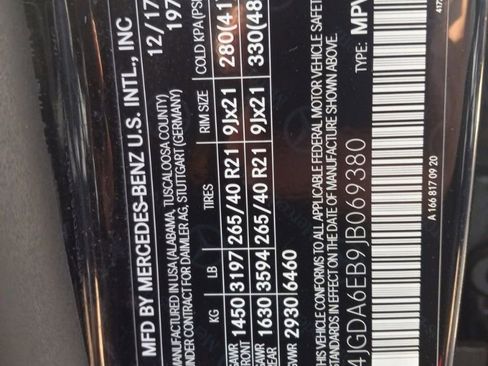 MFD BY MERCEDES-BENZ U.S. INTL., INC 12/17
MANUFACTURED IN USA (ALABAMA, TUSCALOOSA COUNTY) 197
UNDER CONTRACT FOR DAIMLER AG, STUTTGART (GERMANY)
KG LB TIRES RIM SIZE COLD KPA (PSI
GAWR FRONT 1450 3197 265/40 R21 9Jx21 280(41
GAWR REAR 1630 3594 265/40 R21 9Jx21 330(48
GVWR 2930 6460
THIS VEHICLE CONFORMS TO ALL APPLICABLE FEDERAL MOTOR VEHICLE SAFETY
STANDARDS IN EFFECT ON THE DATE OF MANUFACTURE SHOWN ABOVE.
4JGDA6EB9JB069380 TYPE: MPV
A 166 817 09 20